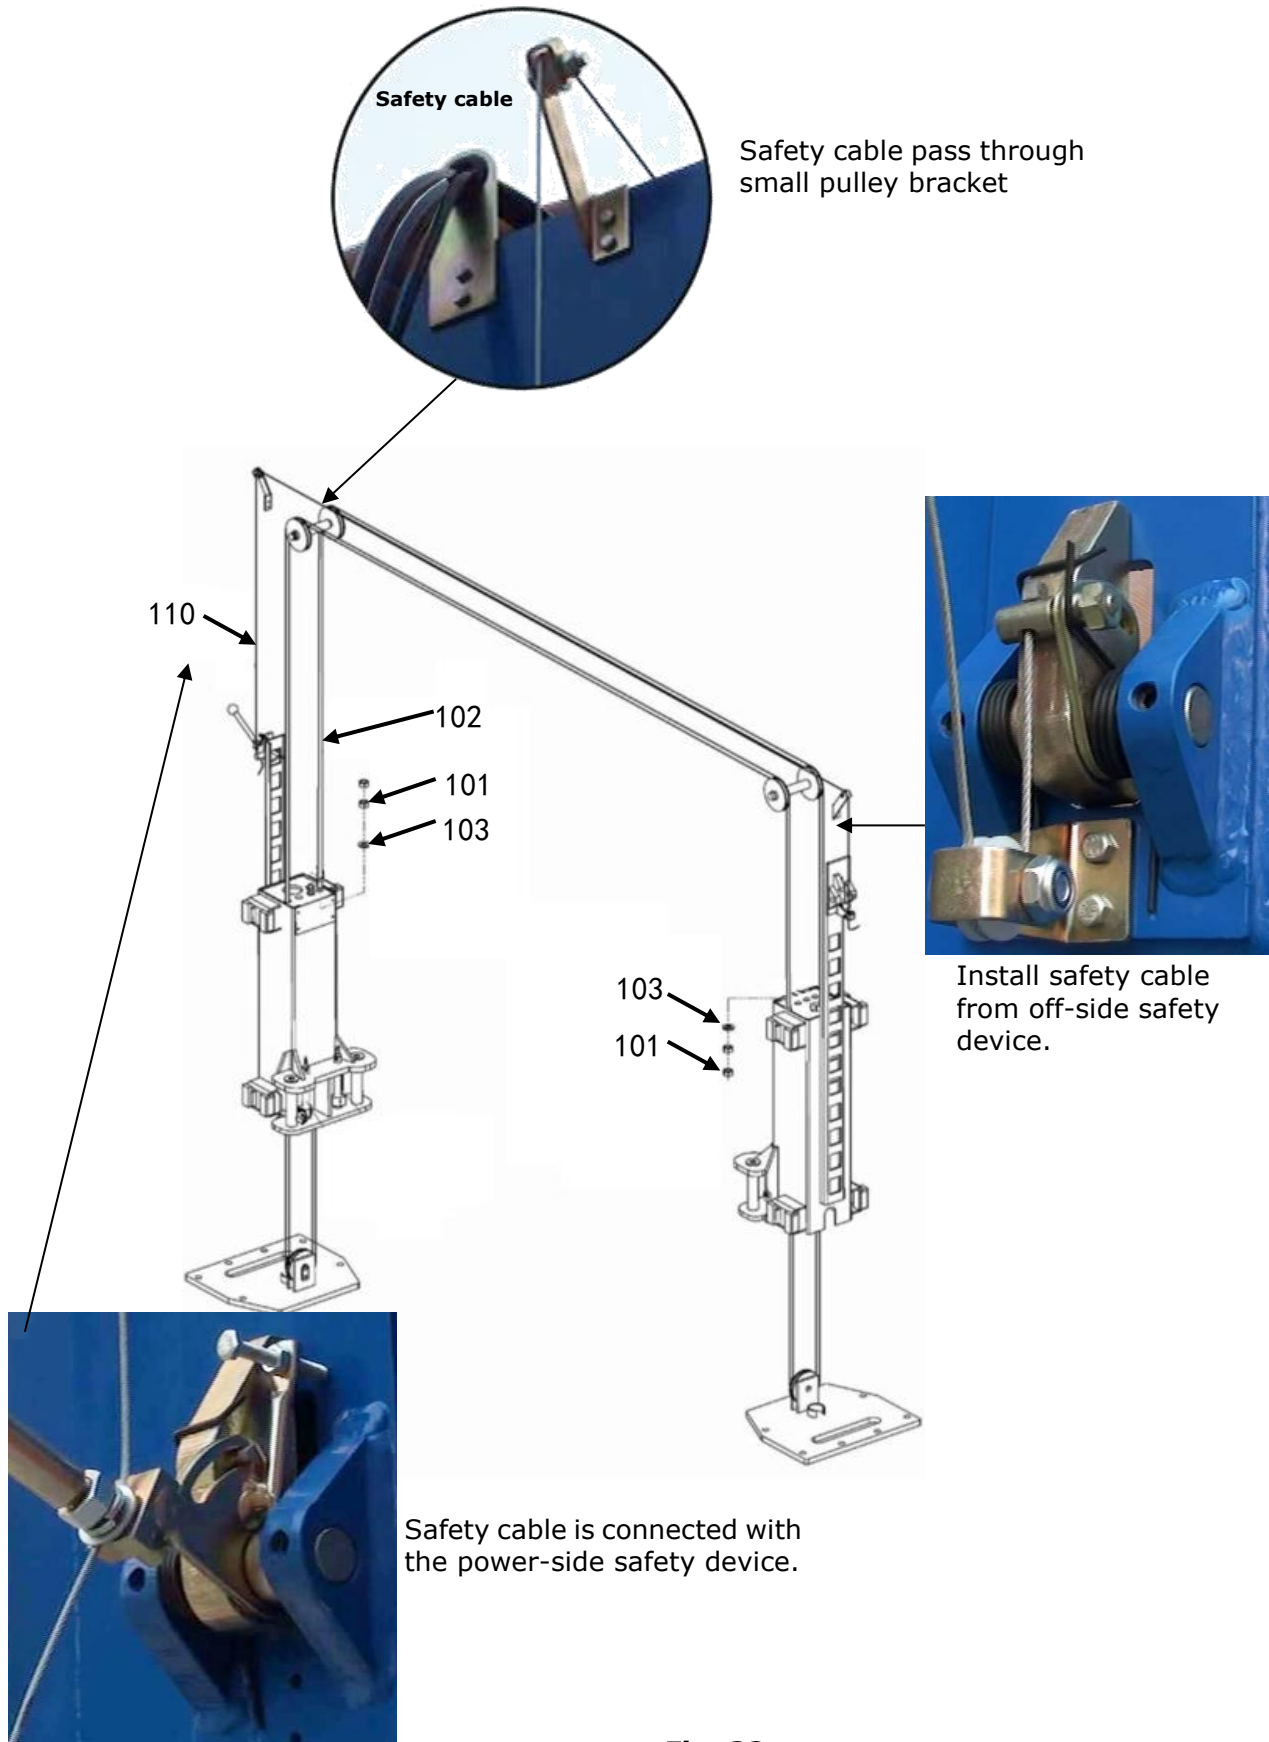 Safety cable
Safety cable pass through
small pulley bracket
110
102
101
103
103
101
Install safety cable
from off-side safety
device.
Safety cable is connected with
the power-side safety device.